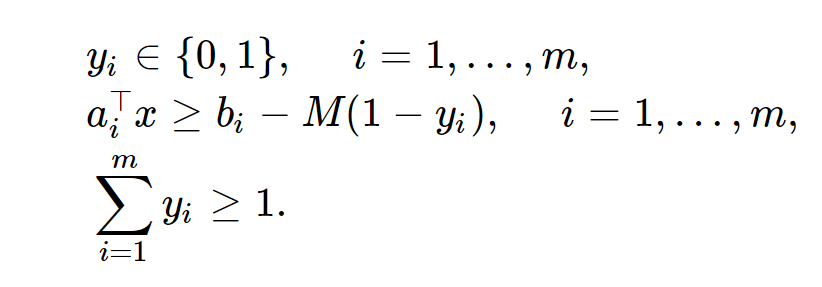 y_i ∈ {0, 1},  i = 1, . . . , m,
a_i^⊤ x ≥ b_i − M(1 − y_i),  i = 1, . . . , m,
∑_{i=1}^{m} y_i ≥ 1.